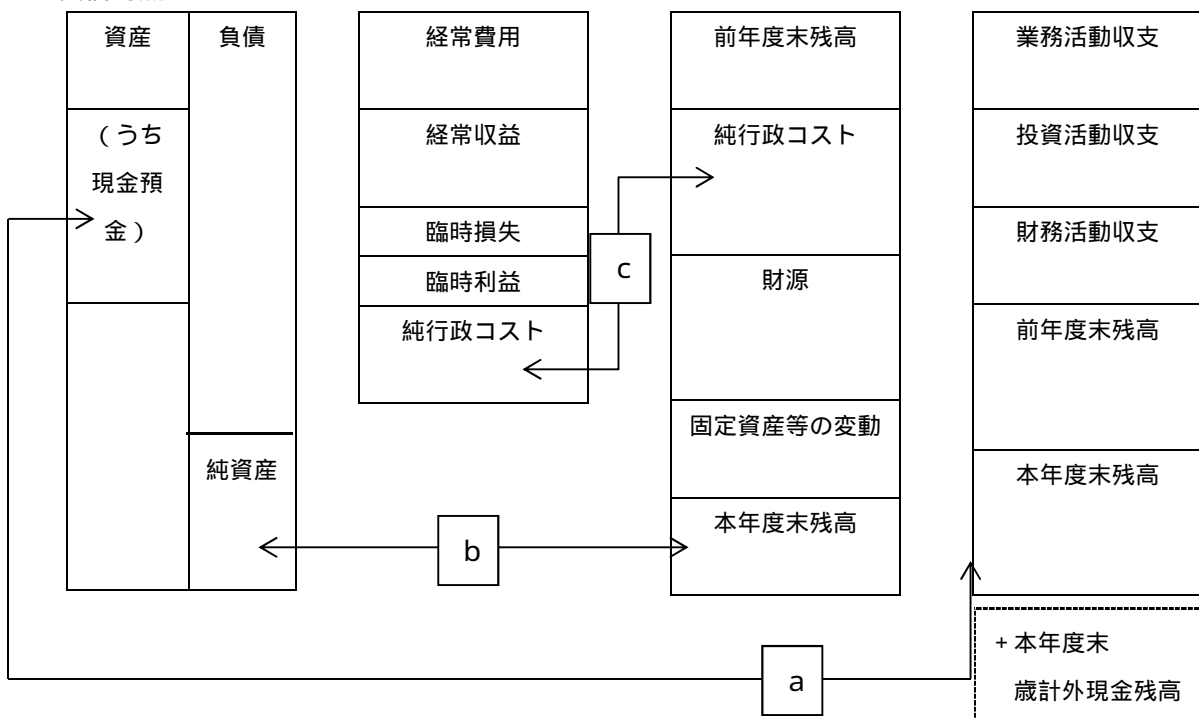 資産
負債
(うち
現金預
金)
純資産
経常費用
経常収益
臨時損失
臨時利益
純行政コスト
c
前年度末残高
純行政コスト
財源
固定資産等の変動
本年度末残高
b
業務活動収支
投資活動収支
財務活動収支
前年度末残高
本年度末残高
+本年度末
歳計外現金残高
a